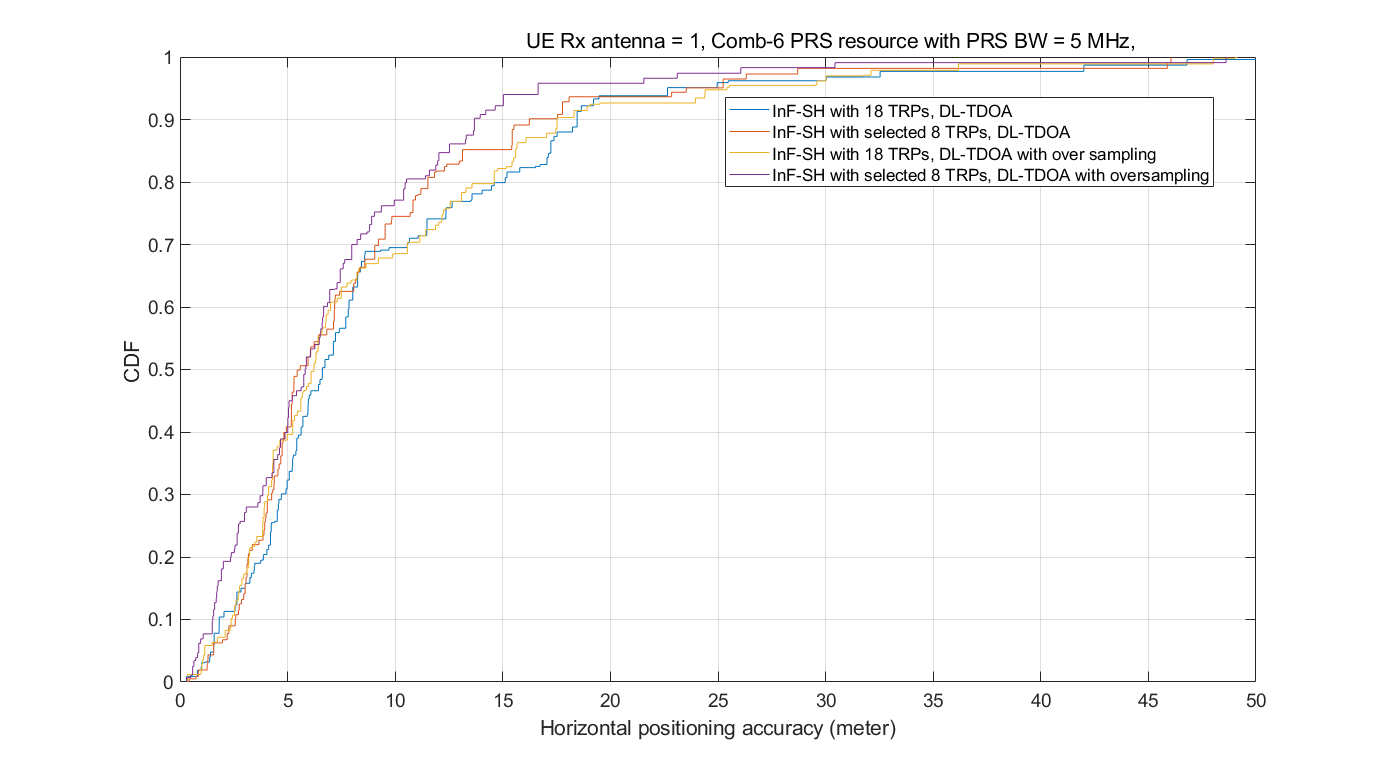 UE Rx antenna = 1, Comb-6 PRS resource with PRS BW = 5 MHz,
1
0.9
0.8
0.7
0.6
0.5
0.4
0.3
0.2
0.1
0
CDF
InF-SH with 18 TRPs, DL-TDOA
InF-SH with selected 8 TRPs, DL-TDOA
InF-SH with 18 TRPs, DL-TDOA with over sampling
InF-SH with selected 8 TRPs, DL-TDOA with oversampling
0 5 10 15 20 25 30 35 40 45 50
Horizontal positioning accuracy (meter)